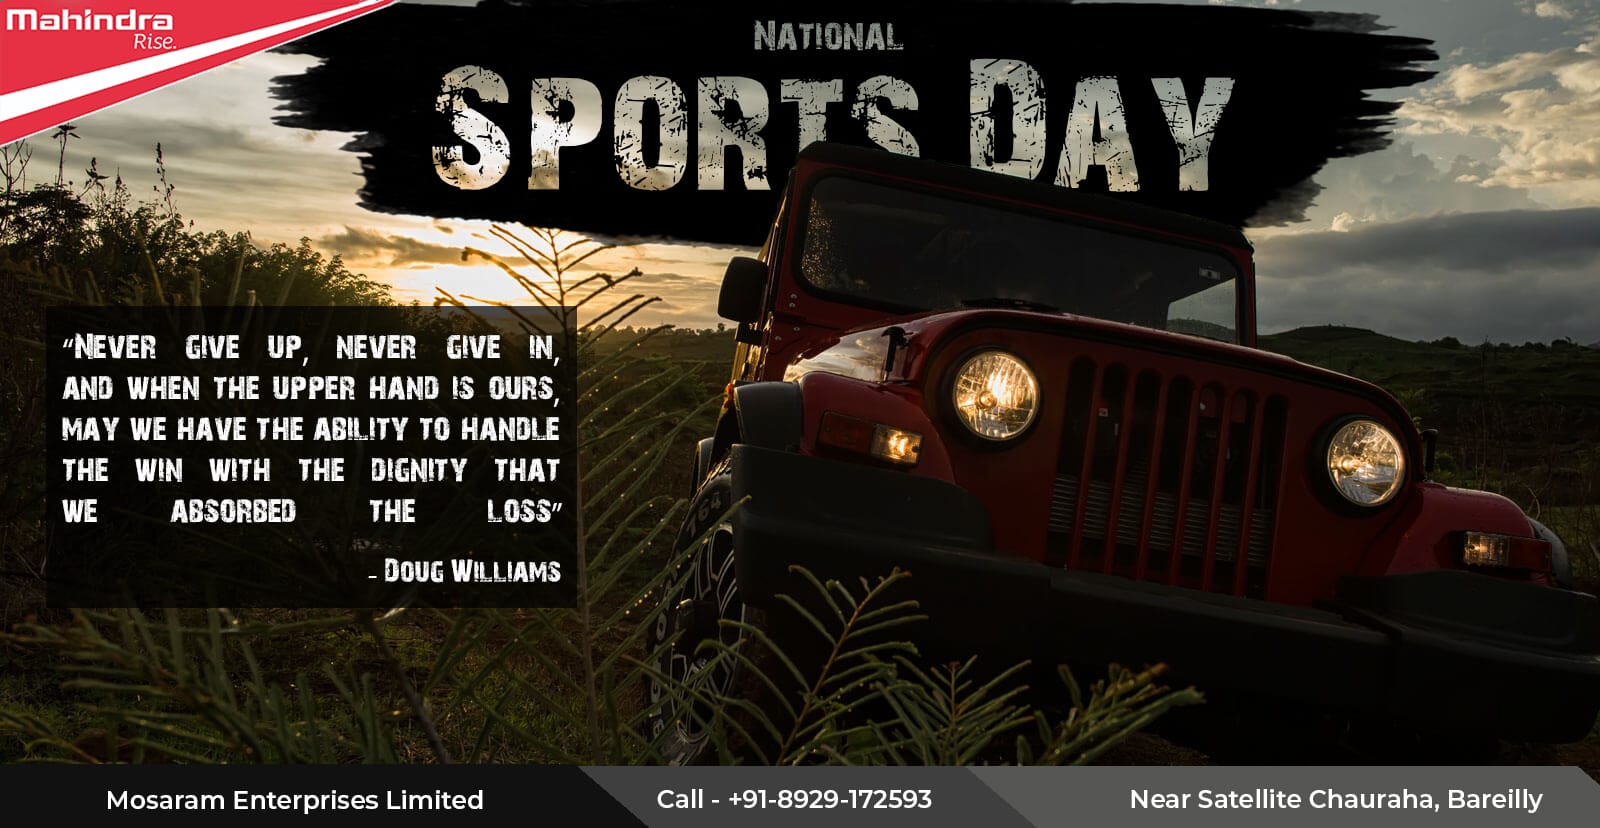 Mahindra
Rise.
National
Sports Day
“Never give up, never give in,
and when the upper hand is ours,
may we have the ability to handle
the win with the dignity that
we absorbed the loss”
- Doug Williams
Mosaram Enterprises Limited
Call - +91-8929-172593
Near Satellite Chauraha, Bareilly